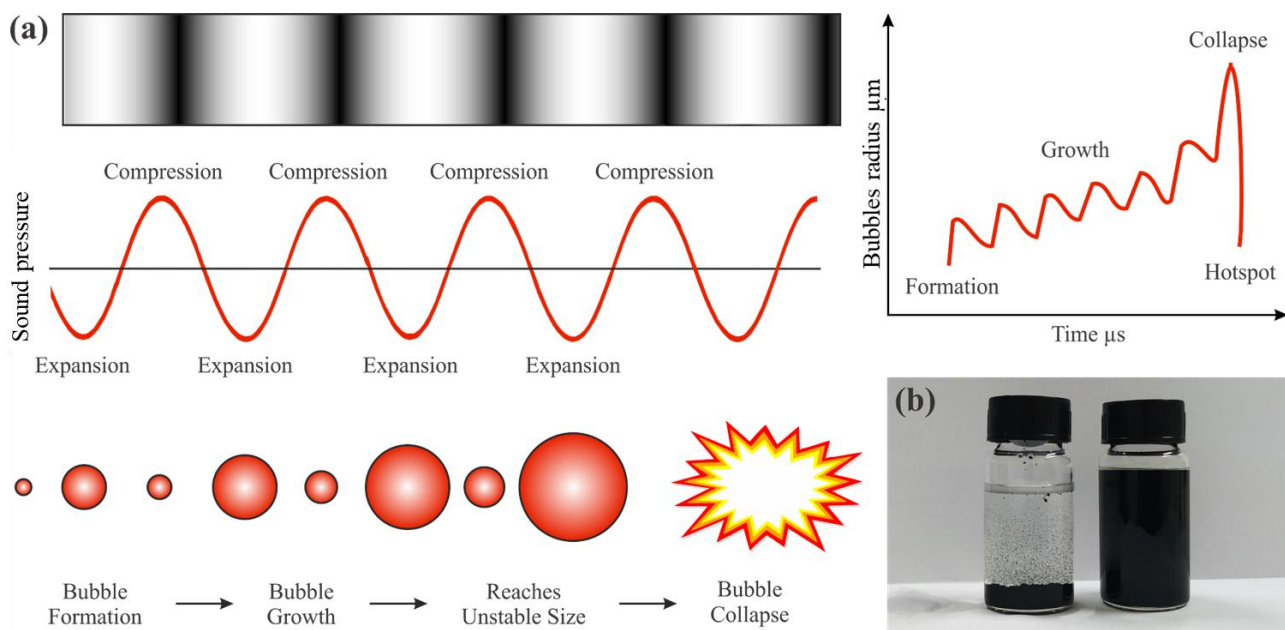 (a)
Compression Compression Compression Compression
Sound pressure
Expansion Expansion Expansion Expansion
Bubble
Formation
Bubble
Growth
Reaches
Unstable Size
Bubble
Collapse
Collapse
Bubbles radius µm
Growth
Formation
Hotspot
Time µs
(b)